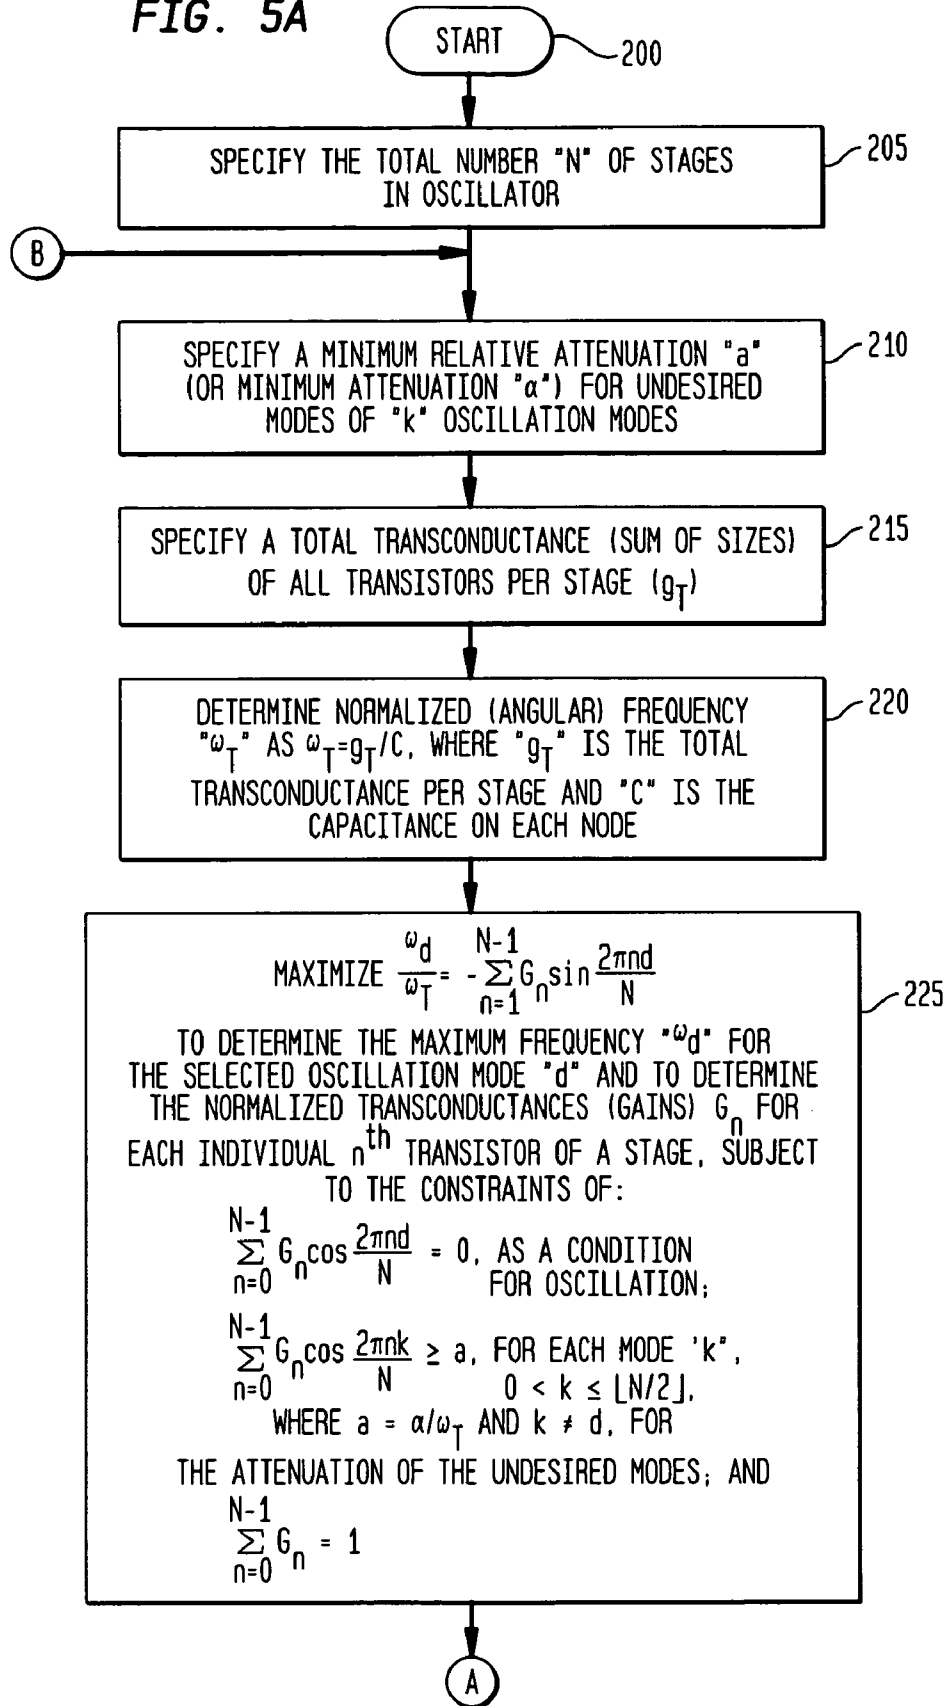 FIG. 5A
START
200
SPECIFY THE TOTAL NUMBER "N" OF STAGES
IN OSCILLATOR
205
B
SPECIFY A MINIMUM RELATIVE ATTENUATION "a"
(OR MINIMUM ATTENUATION "α") FOR UNDESIRED
MODES OF "k" OSCILLATION MODES
210
SPECIFY A TOTAL TRANSCONDUCTANCE (SUM OF SIZES)
OF ALL TRANSISTORS PER STAGE (g_T)
215
DETERMINE NORMALIZED (ANGULAR) FREQUENCY
"ω_T" AS ω_T=g_T/C, WHERE "g_T" IS THE TOTAL
TRANSCONDUCTANCE PER STAGE AND "C" IS THE
CAPACITANCE ON EACH NODE
220
MAXIMIZE ω_d/ω_T = - Σ_{n=1}^{N-1} G_n sin 2πnd/N
225
TO DETERMINE THE MAXIMUM FREQUENCY "ω_d" FOR
THE SELECTED OSCILLATION MODE "d" AND TO DETERMINE
THE NORMALIZED TRANSCONDUCTANCES (GAINS) G_n FOR
EACH INDIVIDUAL n^th TRANSISTOR OF A STAGE, SUBJECT
TO THE CONSTRAINTS OF:
Σ_{n=0}^{N-1} G_n cos 2πnd/N = 0, AS A CONDITION
FOR OSCILLATION;
Σ_{n=0}^{N-1} G_n cos 2πnk/N ≥ a, FOR EACH MODE 'k",
0 < k ≤ ⌊N/2⌋,
WHERE a = α/ω_T AND k ≠ d, FOR
THE ATTENUATION OF THE UNDESIRED MODES; AND
Σ_{n=0}^{N-1} G_n = 1
A